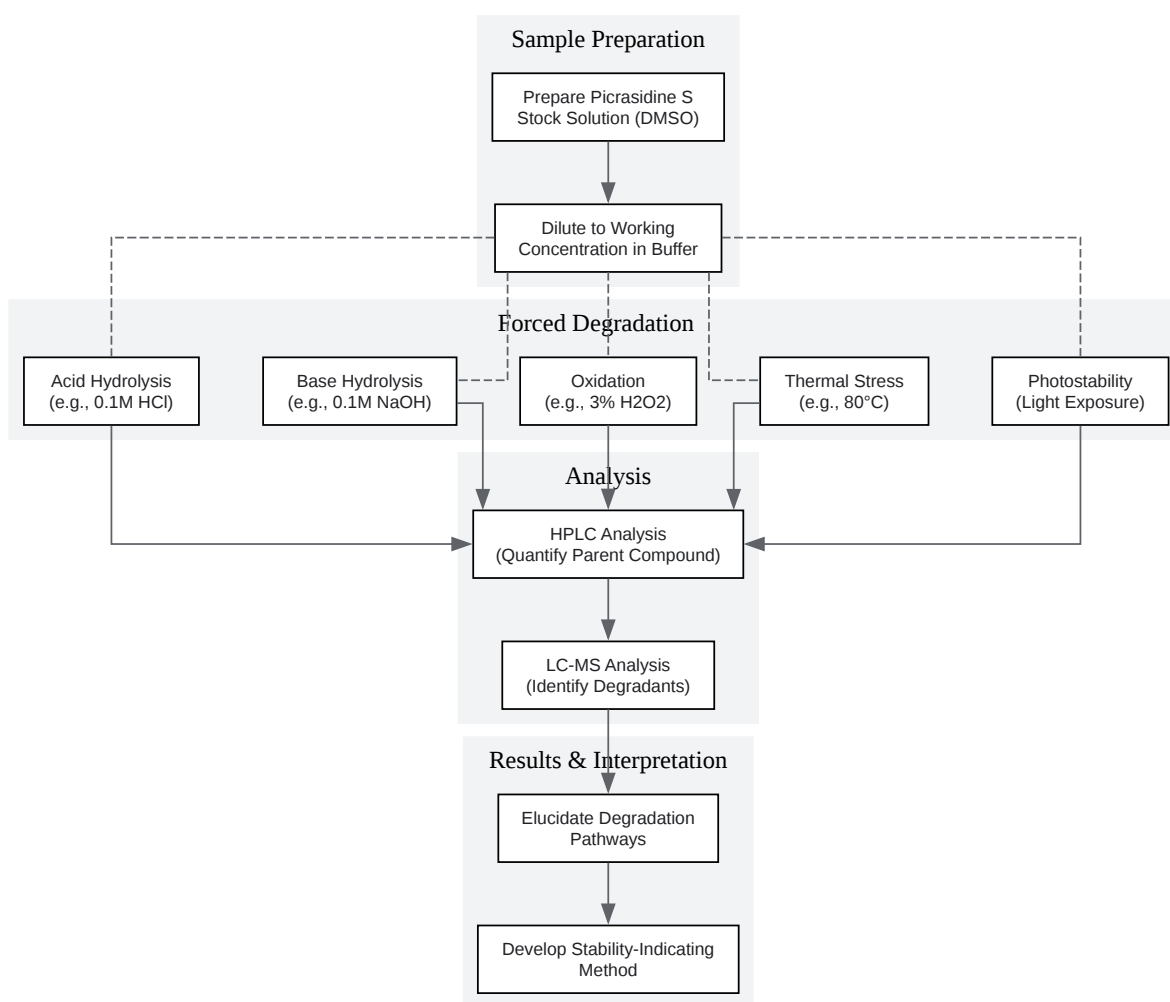 Sample Preparation
Prepare Picrasidine S
Stock Solution (DMSO)
Dilute to Working
Concentration in Buffer
Forced Degradation
Acid Hydrolysis
(e.g., 0.1M HCl)
Base Hydrolysis
(e.g., 0.1M NaOH)
Oxidation
(e.g., 3% H2O2)
Thermal Stress
(e.g., 80°C)
Photostability
(Light Exposure)
Analysis
HPLC Analysis
(Quantify Parent Compound)
LC-MS Analysis
(Identify Degradants)
Results & Interpretation
Elucidate Degradation
Pathways
Develop Stability-Indicating
Method